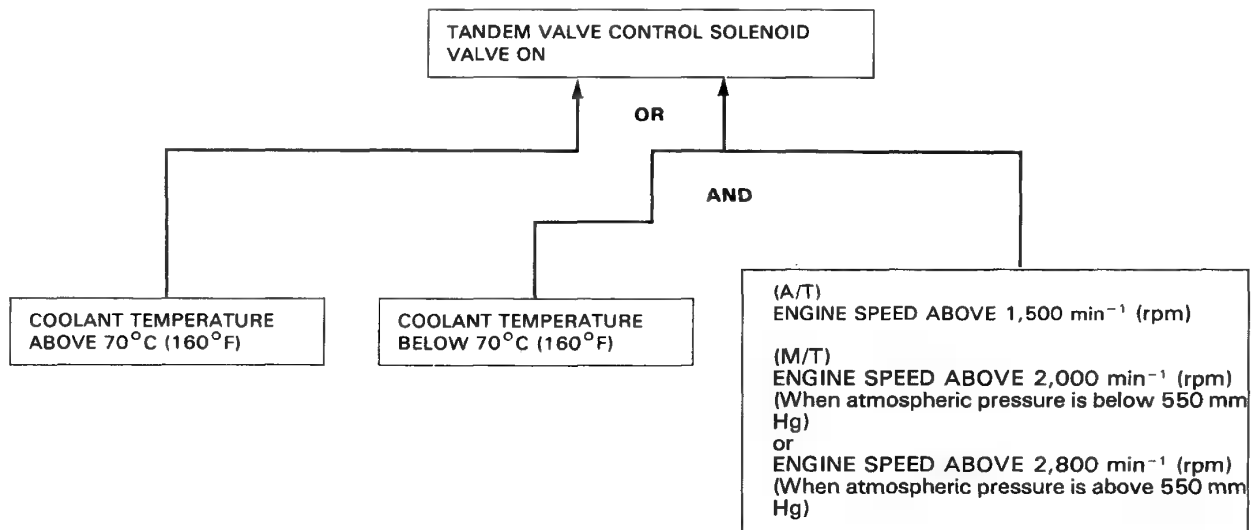 TANDEM VALVE CONTROL SOLENOID
VALVE ON
OR
AND
COOLANT TEMPERATURE
ABOVE 70°C (160°F)
COOLANT TEMPERATURE
BELOW 70°C (160°F)
(A/T)
ENGINE SPEED ABOVE 1,500 min⁻¹ (rpm)
(M/T)
ENGINE SPEED ABOVE 2,000 min⁻¹ (rpm)
(When atmospheric pressure is below 550 mm
Hg)
or
ENGINE SPEED ABOVE 2,800 min⁻¹ (rpm)
(When atmospheric pressure is above 550 mm
Hg)